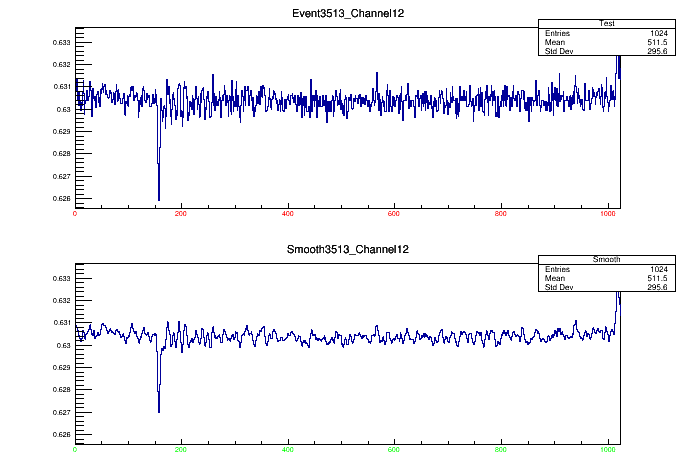 Event3513_Channel12
Test
Entries 1024
Mean 511.5
Std Dev 295.6
0.633
0.632
0.631
0.63
0.629
0.628
0.627
0.626
0 200 400 600 800 1000
Smooth3513_Channel12
Smooth
Entries 1024
Mean 511.5
Std Dev 295.6
0.633
0.632
0.631
0.63
0.629
0.628
0.627
0.626
0 200 400 600 800 1000